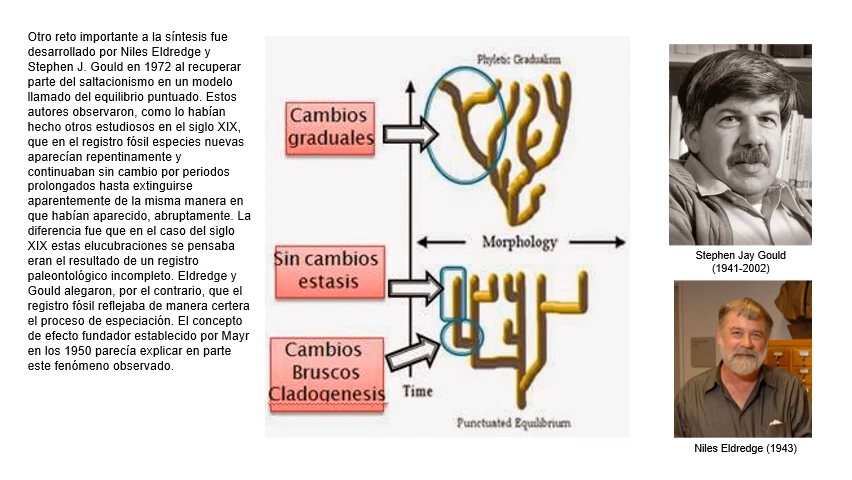 Otro reto importante a la síntesis fue
desarrollado por Niles Eldredge y
Stephen J. Gould en 1972 al recuperar
parte del saltacionismo en un modelo
llamado del equilibrio puntuado. Estos
autores observaron, como lo habían
hecho otros estudiosos en el siglo XIX,
que en el registro fósil especies nuevas
aparecían repentinamente y
continuaban sin cambio por periodos
prolongados hasta extinguirse
aparentemente de la misma manera en
que habían aparecido, abruptamente. La
diferencia fue que en el caso del siglo
XIX estas elucubraciones se pensaba
eran el resultado de un registro
paleontológico incompleto. Eldredge y
Gould alegaron, por el contrario, que el
registro fósil reflejaba de manera certera
el proceso de especiación. El concepto
de efecto fundador establecido por Mayr
en los 1950 parecía explicar en parte
este fenómeno observado.
Phyletic Gradualism
Cambios
graduales
Morphology
Sin cambios
estasis
Cambios
Bruscos
Cladogenesis
Time
Punctuated Equilibrium
Stephen Jay Gould
(1941-2002)
Niles Eldredge (1943)